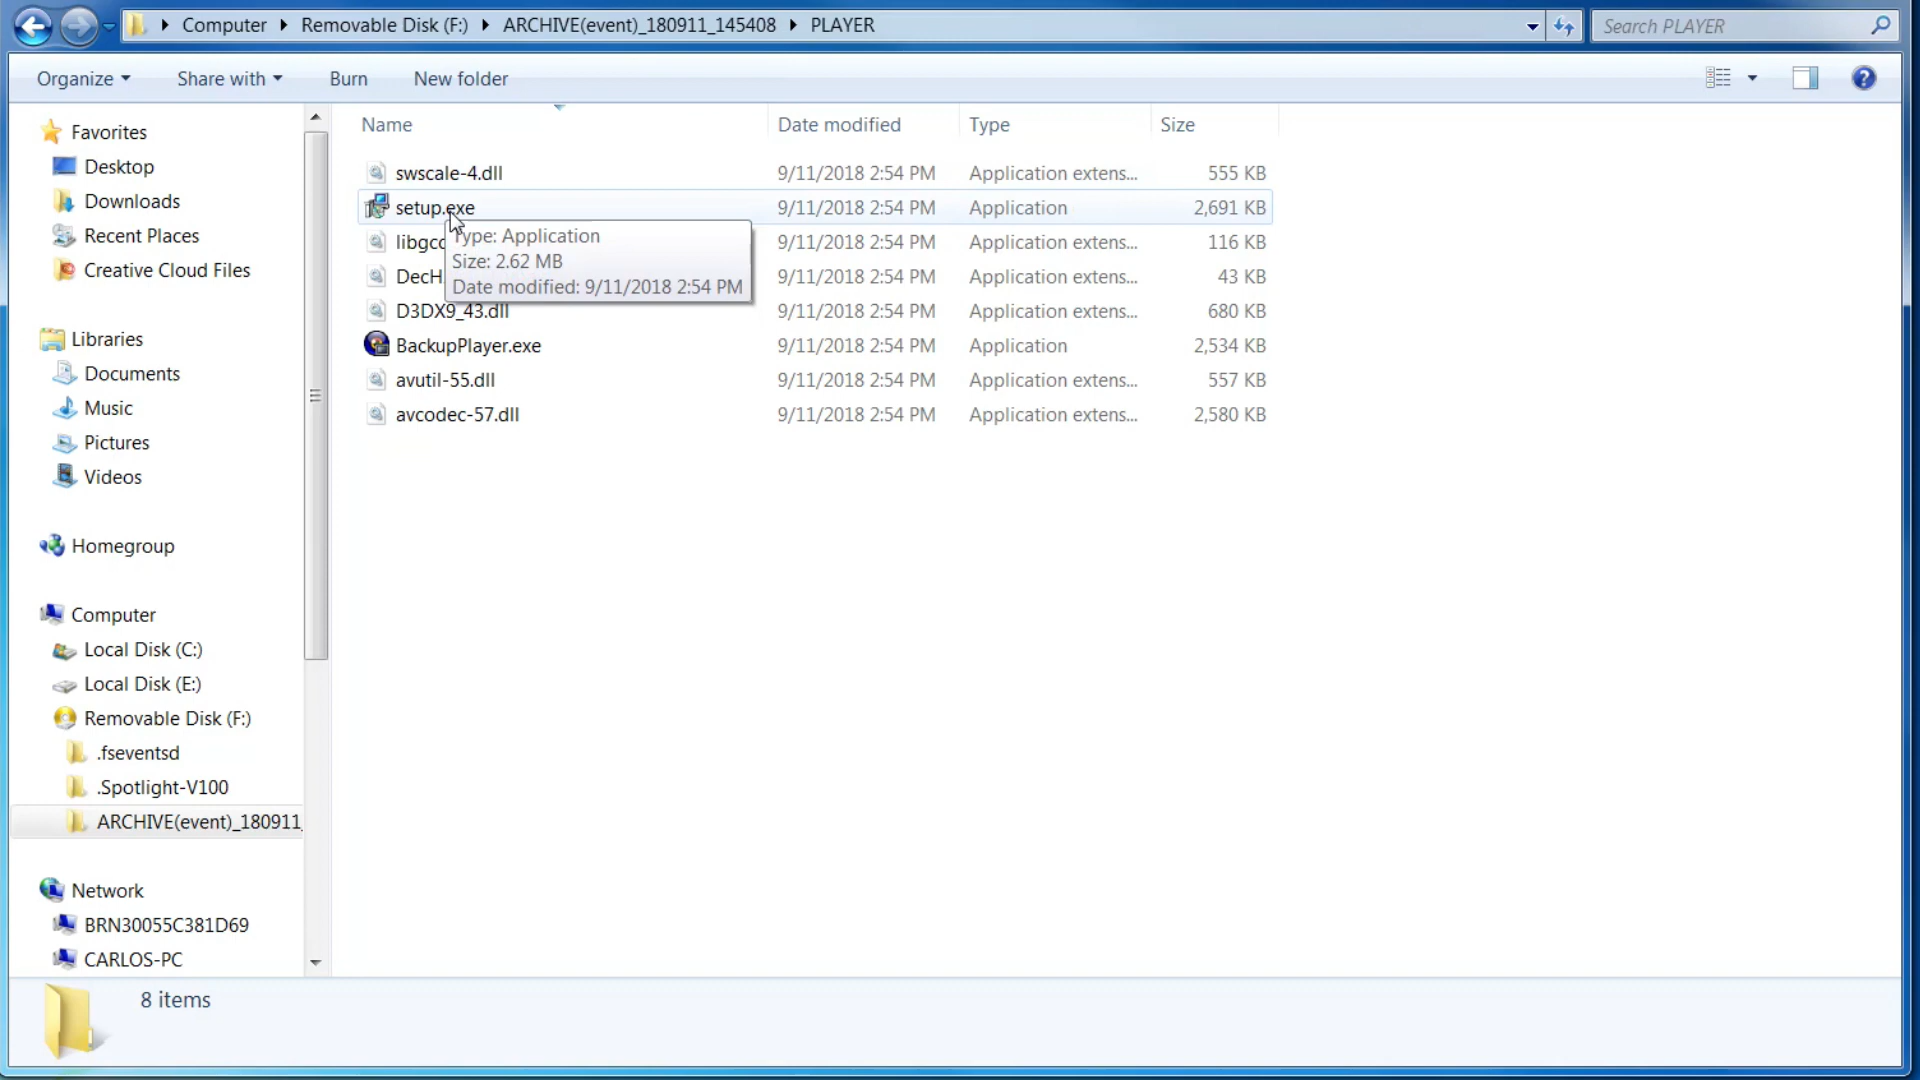 Computer Removable Disk (F:) ARCHIVE(event)_180911_145408 PLAYER
Search PLAYER
Organize Share with Burn New folder
Favorites
Desktop
Downloads
Recent Places
Creative Cloud Files
Libraries
Documents
Music
Pictures
Videos
Homegroup
Computer
Local Disk (C:)
Local Disk (E:)
Removable Disk (F:)
.fseventsd
.Spotlight-V100
ARCHIVE(event)_180911_
Network
BRN30055C381D69
CARLOS-PC
Name Date modified Type Size
swscale-4.dll 9/11/2018 2:54 PM Application extens... 555 KB
setup.exe 9/11/2018 2:54 PM Application 2,691 KB
libgcc 9/11/2018 2:54 PM Application extens... 116 KB
DecH 9/11/2018 2:54 PM Application extens... 43 KB
D3DX9_43.dll 9/11/2018 2:54 PM Application extens... 680 KB
BackupPlayer.exe 9/11/2018 2:54 PM Application 2,534 KB
avutil-55.dll 9/11/2018 2:54 PM Application extens... 557 KB
avcodec-57.dll 9/11/2018 2:54 PM Application extens... 2,580 KB
Type: Application
Size: 2.62 MB
Date modified: 9/11/2018 2:54 PM
8 items